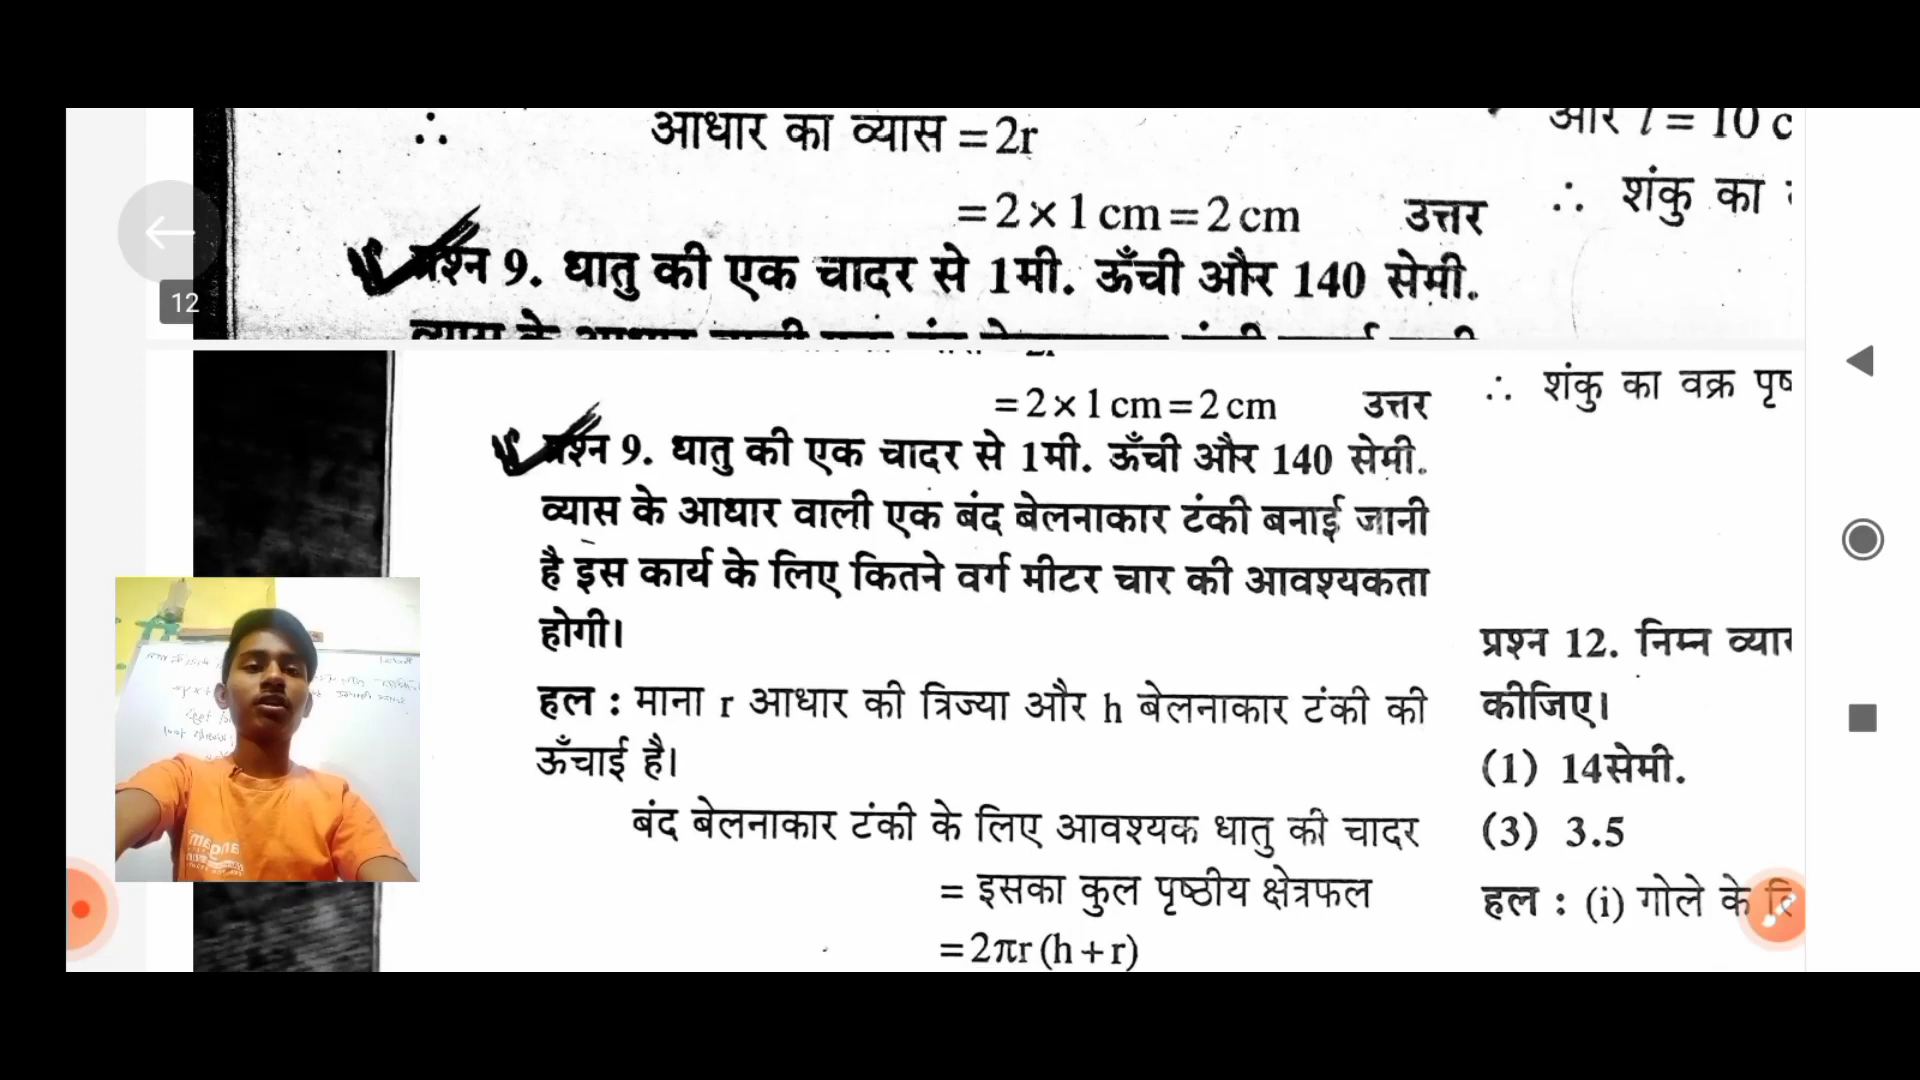 ∴ आधार का व्यास = 2r
= 2 × 1 cm = 2 cm उत्तर
प्रश्न 9. धातु की एक चादर से 1मी. ऊँची और 140 सेमी.
12
और l = 10 c
∴ शंकु का
= 2 × 1 cm = 2 cm उत्तर
प्रश्न 9. धातु की एक चादर से 1मी. ऊँची और 140 सेमी.
व्यास के आधार वाली एक बंद बेलनाकार टंकी बनाई जानी
है इस कार्य के लिए कितने वर्ग मीटर चार की आवश्यकता
होगी।
हल : माना r आधार की त्रिज्या और h बेलनाकार टंकी की
ऊँचाई है।
बंद बेलनाकार टंकी के लिए आवश्यक धातु की चादर
= इसका कुल पृष्ठीय क्षेत्रफल
= 2πr (h + r)
∴ शंकु का वक्र पृष
प्रश्न 12. निम्न व्या
कीजिए।
(1) 14सेमी.
(3) 3.5
हल : (i) गोले के